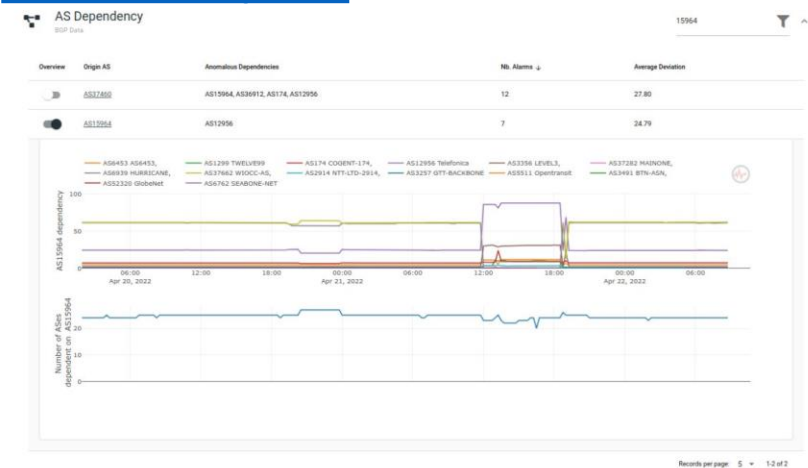 AS Dependency
BGP Data
15964
Overview Origin AS Anomalous Dependencies Nb. Alarms ↓ Average Deviation
AS37460 AS15964, AS36912, AS174, AS12956 12 27.80
AS15964 AS12956 7 24.79
AS6453 AS6453, AS1299 TWELVE99 AS174 COGENT-174, AS12956 Telefonica AS3356 LEVEL3, AS37282 MAINONE,
AS6939 HURRICANE, AS37662 WIOCC-AS, AS2914 NTT-LTD-2914, AS3257 GTT-BACKBONE AS5511 Opentransit AS3491 BTN-ASN,
AS52320 GlobeNet AS6762 SEABONE-NET
AS15964 dependency
100
50
0
06:00 12:00 18:00 00:00 06:00 12:00 18:00 00:00 06:00
Apr 20, 2022 Apr 21, 2022 Apr 22, 2022
Number of ASes
dependent on AS15964
20
10
0
Records per page: 5 1-2 of 2